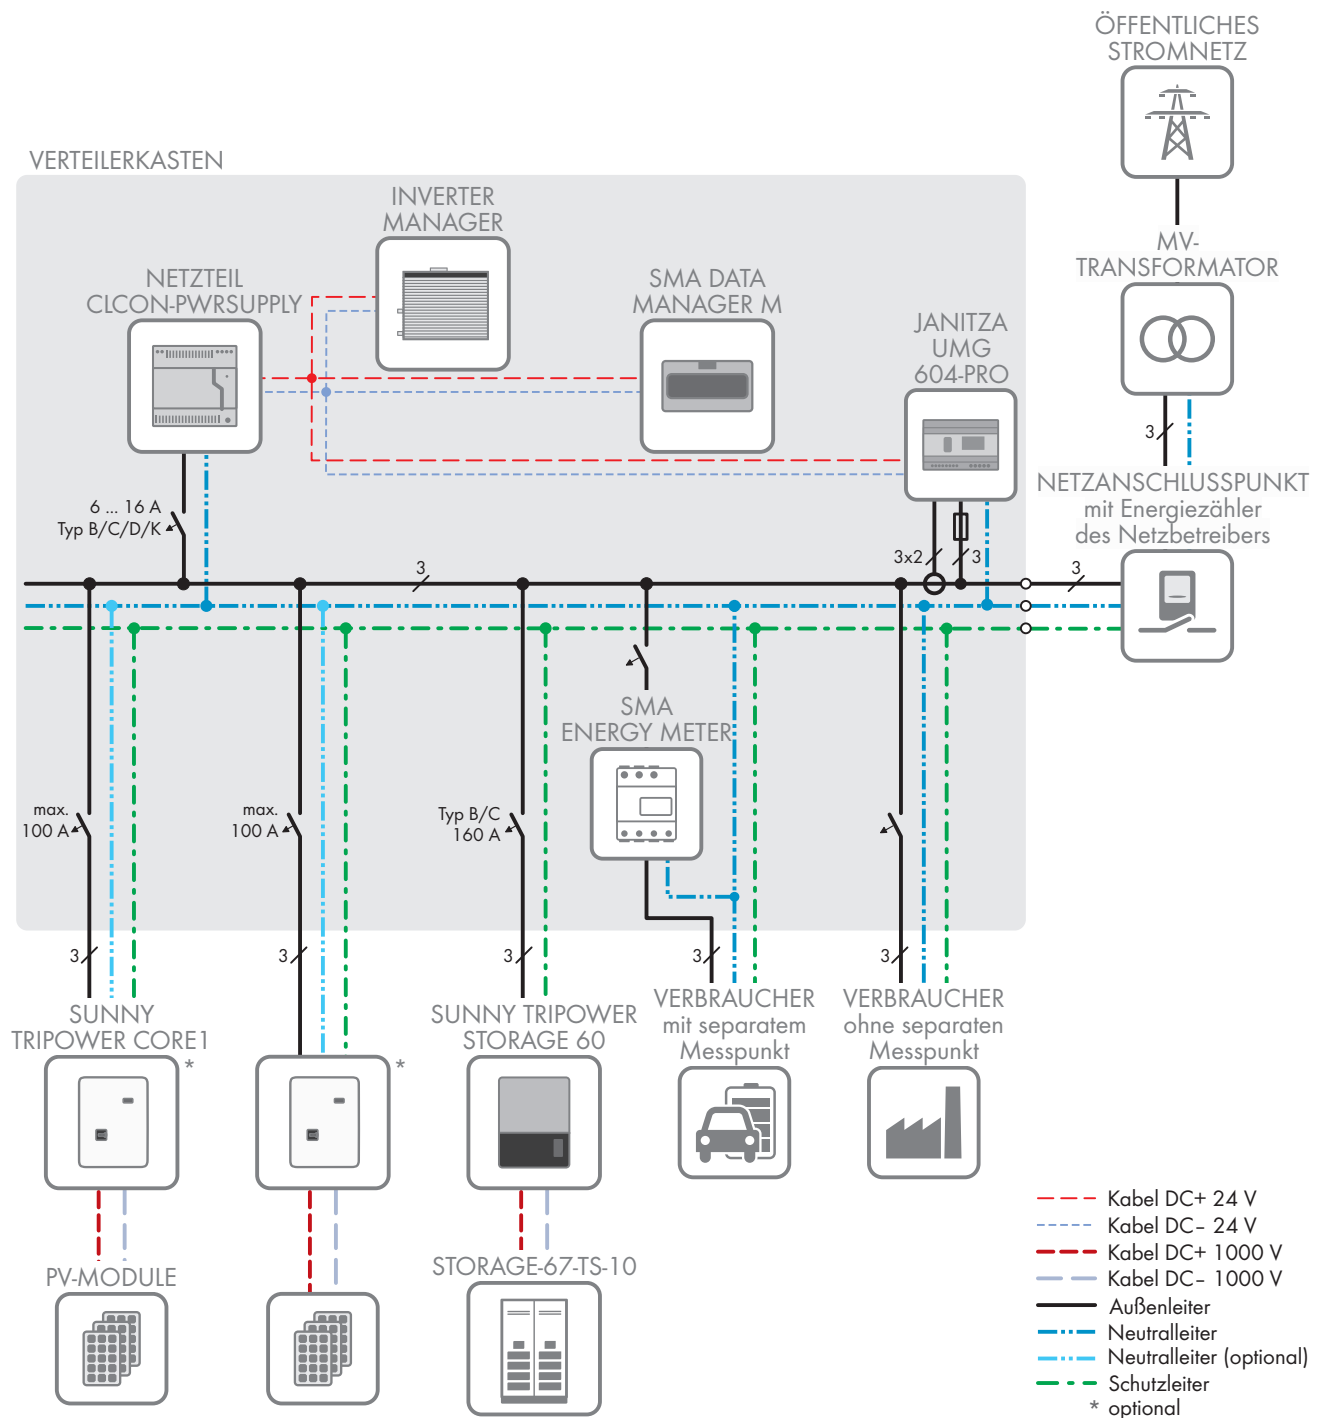 ÖFFENTLICHES
STROMNETZ
VERTEILERKASTEN
INVERTER
MANAGER
MV-
TRANSFORMATOR
NETZTEIL
CLCON-PWRSUPPLY
SMA DATA
MANAGER M
JANITZA
UMG
604-PRO
3
NETZANSCHLUSSPUNKT
mit Energiezähler
des Netzbetreibers
6 ... 16 A
Typ B/C/D/K
3x2
3
3
3
SMA
ENERGY METER
max.
100 A
max.
100 A
Typ B/C
160 A
3
3
3
3
3
SUNNY
TRIPOWER CORE1
*
*
SUNNY TRIPOWER
STORAGE 60
VERBRAUCHER
mit separatem
Messpunkt
VERBRAUCHER
ohne separaten
Messpunkt
PV-MODULE
STORAGE-67-TS-10
Kabel DC+ 24 V
Kabel DC– 24 V
Kabel DC+ 1000 V
Kabel DC– 1000 V
Außenleiter
Neutralleiter
Neutralleiter (optional)
Schutzleiter
* optional